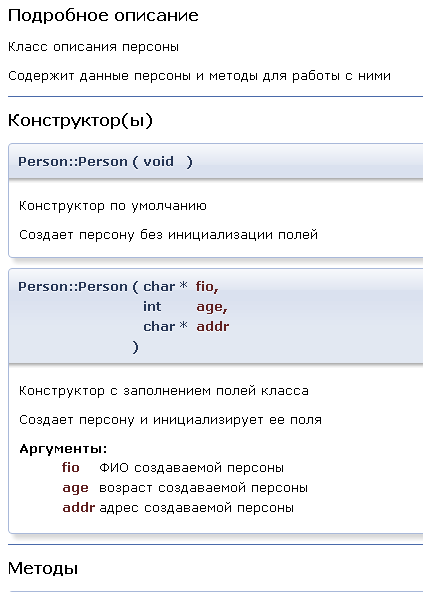 Подробное описание
Класс описания персоны
Содержит данные персоны и методы для работы с ними
Конструктор(ы)
Person::Person ( void )
Конструктор по умолчанию
Создает персону без инициализации полей
Person::Person ( char * fio,
int age,
char * addr
)
Конструктор с заполнением полей класса
Создает персону и инициализирует ее поля
Аргументы:
fio ФИО создаваемой персоны
age возраст создаваемой персоны
addr адрес создаваемой персоны
Методы